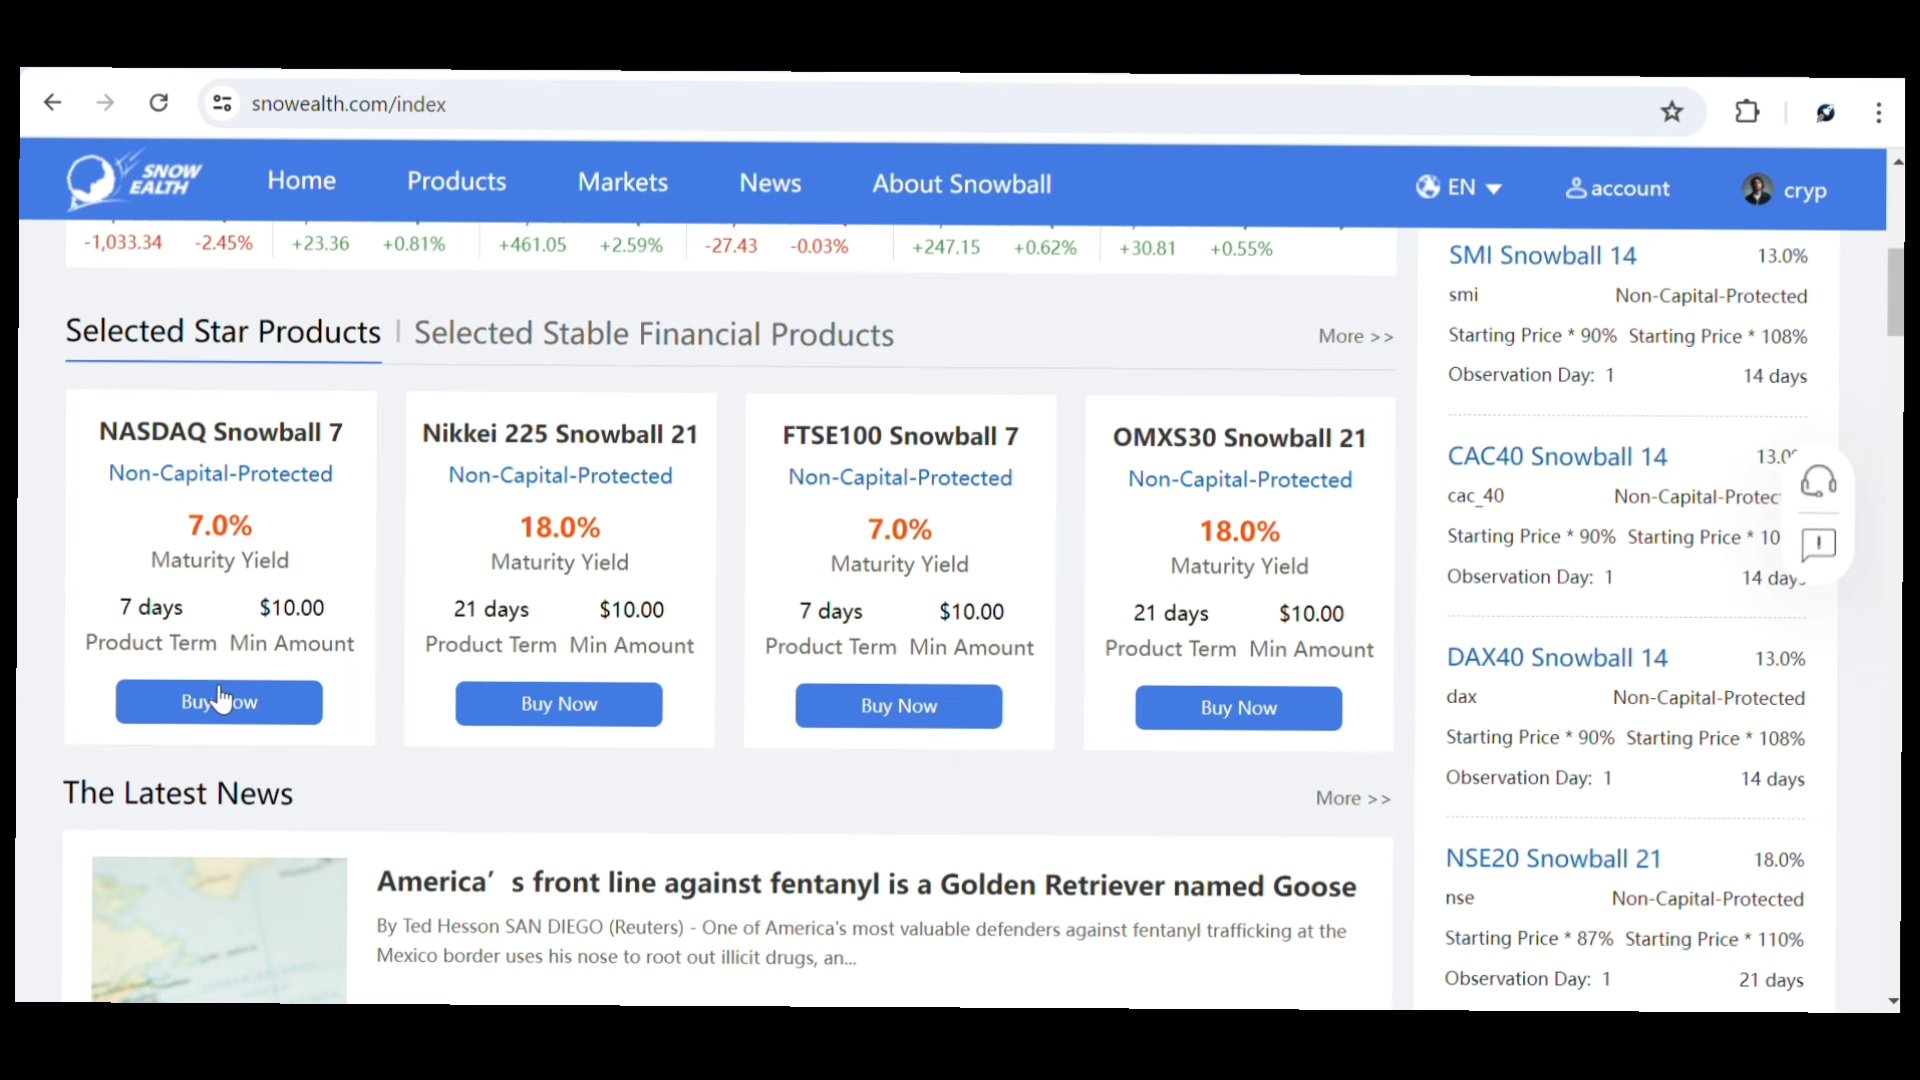 snowealth.com/index
SNOW
EALTH
Home Products Markets News About Snowball EN account cryp
-1,033.34 -2.45% +23.36 +0.81% +461.05 +2.59% -27.43 -0.03% +247.15 +0.62% +30.81 +0.55%
Selected Star Products | Selected Stable Financial Products More >>
NASDAQ Snowball 7
Non-Capital-Protected
7.0%
Maturity Yield
7 days $10.00
Product Term Min Amount
Buy Now
Nikkei 225 Snowball 21
Non-Capital-Protected
18.0%
Maturity Yield
21 days $10.00
Product Term Min Amount
Buy Now
FTSE100 Snowball 7
Non-Capital-Protected
7.0%
Maturity Yield
7 days $10.00
Product Term Min Amount
Buy Now
OMXS30 Snowball 21
Non-Capital-Protected
18.0%
Maturity Yield
21 days $10.00
Product Term Min Amount
Buy Now
The Latest News More >>
America's front line against fentanyl is a Golden Retriever named Goose
By Ted Hesson SAN DIEGO (Reuters) - One of America's most valuable defenders against fentanyl trafficking at the
Mexico border uses his nose to root out illicit drugs, an...
SMI Snowball 14 13.0%
smi Non-Capital-Protected
Starting Price * 90% Starting Price * 108%
Observation Day: 1 14 days
CAC40 Snowball 14 13.0
cac_40 Non-Capital-Protec
Starting Price * 90% Starting Price * 10
Observation Day: 1 14 days
DAX40 Snowball 14 13.0%
dax Non-Capital-Protected
Starting Price * 90% Starting Price * 108%
Observation Day: 1 14 days
NSE20 Snowball 21 18.0%
nse Non-Capital-Protected
Starting Price * 87% Starting Price * 110%
Observation Day: 1 21 days